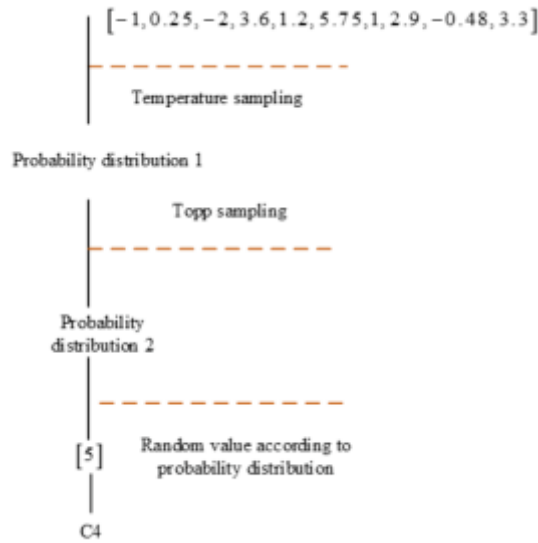 [-1,0.25,-2,3.6,1.2,5.75,1,2.9,-0.48,3.3]
Temperature sampling
Probability distribution 1
Topp sampling
Probability
distribution 2
[5]
Random value according to
probability distribution
C4